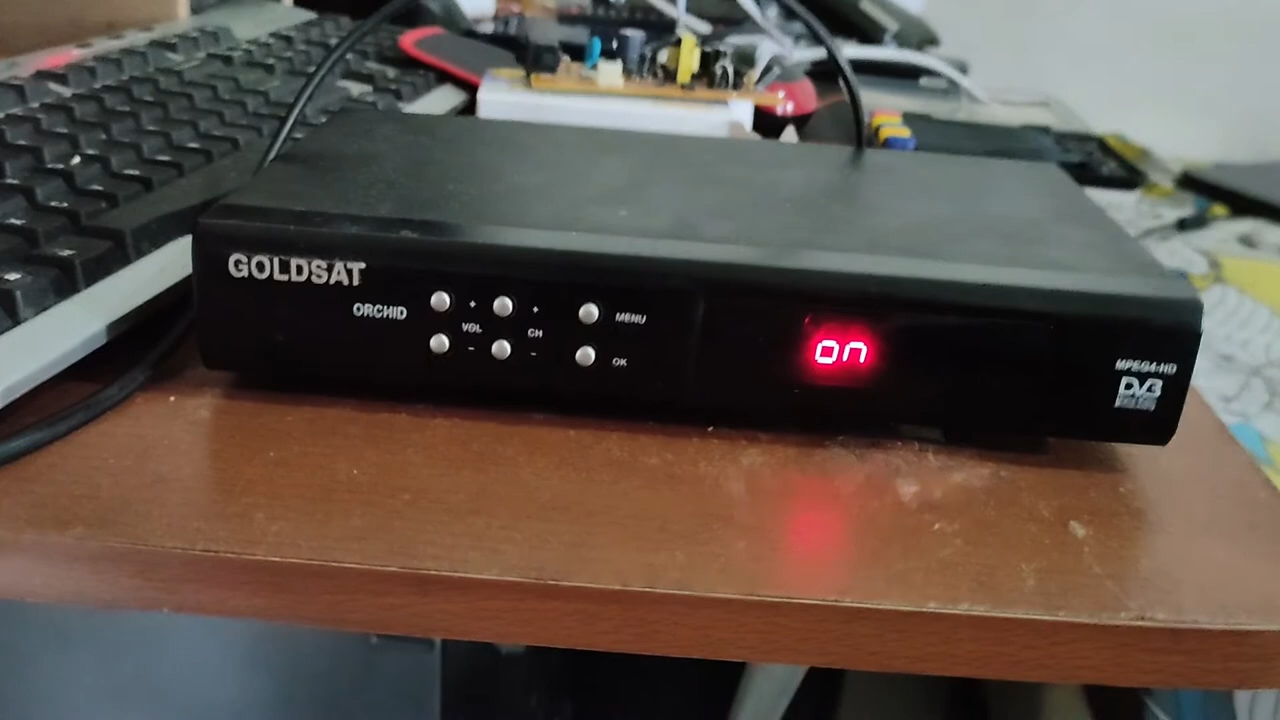 GOLDSAT
ORCHID
+ +
VOL CH
- -
MENU
OK
on
MPEG4-HD
DVB